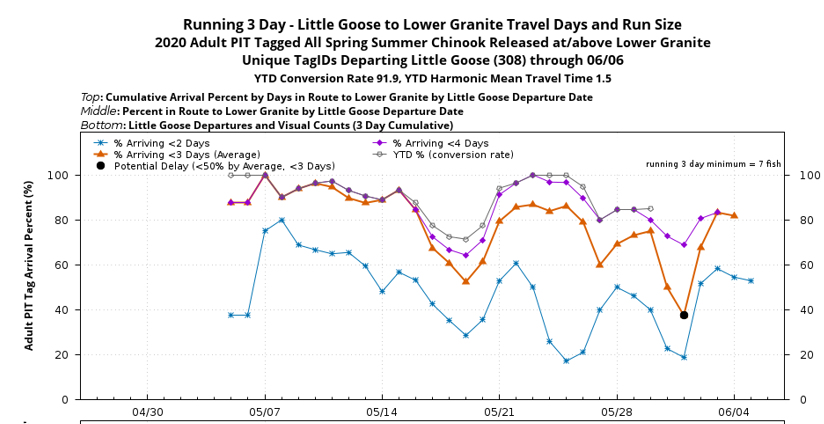 Running 3 Day - Little Goose to Lower Granite Travel Days and Run Size
2020 Adult PIT Tagged All Spring Summer Chinook Released at/above Lower Granite
Unique TagIDs Departing Little Goose (308) through 06/06
YTD Conversion Rate 91.9, YTD Harmonic Mean Travel Time 1.5
Top: Cumulative Arrival Percent by Days in Route to Lower Granite by Little Goose Departure Date
Middle: Percent in Route to Lower Granite by Little Goose Departure Date
Bottom: Little Goose Departures and Visual Counts (3 Day Cumulative)
% Arriving <2 Days
% Arriving <4 Days
% Arriving <3 Days (Average)
YTD % (conversion rate)
Potential Delay (<50% by Average, <3 Days)
running 3 day minimum = 7 fish
Adult PIT Tag Arrival Percent (%)
100 100
80 80
60 60
40 40
20 20
0 0
04/30 05/07 05/14 05/21 05/28 06/04